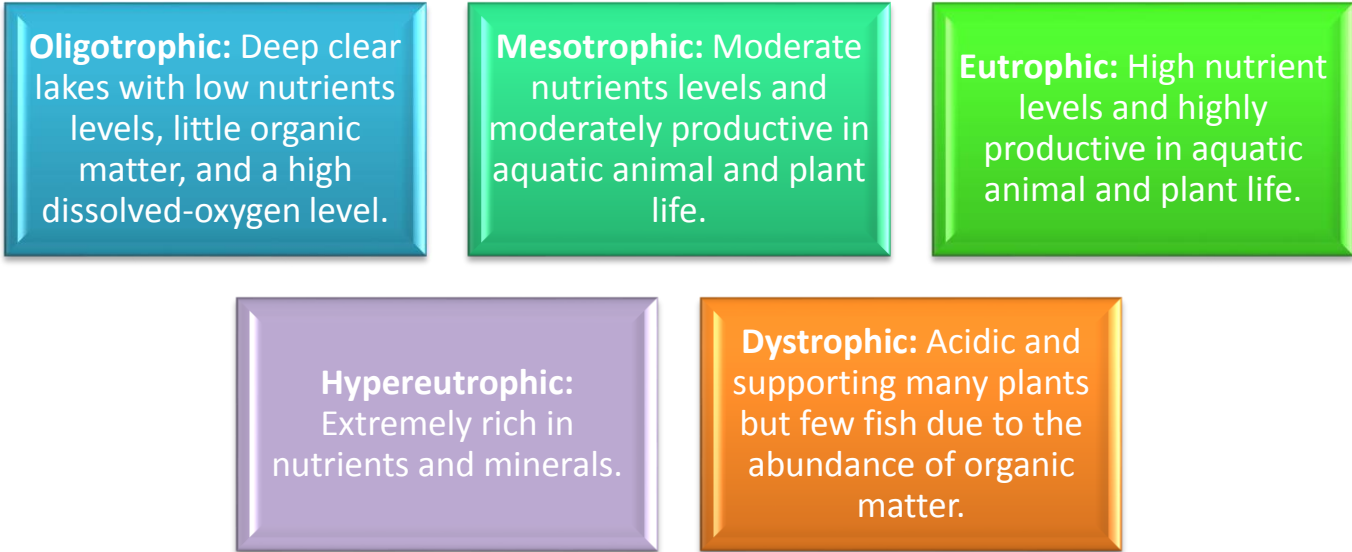 Oligotrophic: Deep clear
lakes with low nutrients
levels, little organic
matter, and a high
dissolved-oxygen level.
Mesotrophic: Moderate
nutrients levels and
moderately productive in
aquatic animal and plant
life.
Eutrophic: High nutrient
levels and highly
productive in aquatic
animal and plant life.
Hypereutrophic:
Extremely rich in
nutrients and minerals.
Dystrophic: Acidic and
supporting many plants
but few fish due to the
abundance of organic
matter.